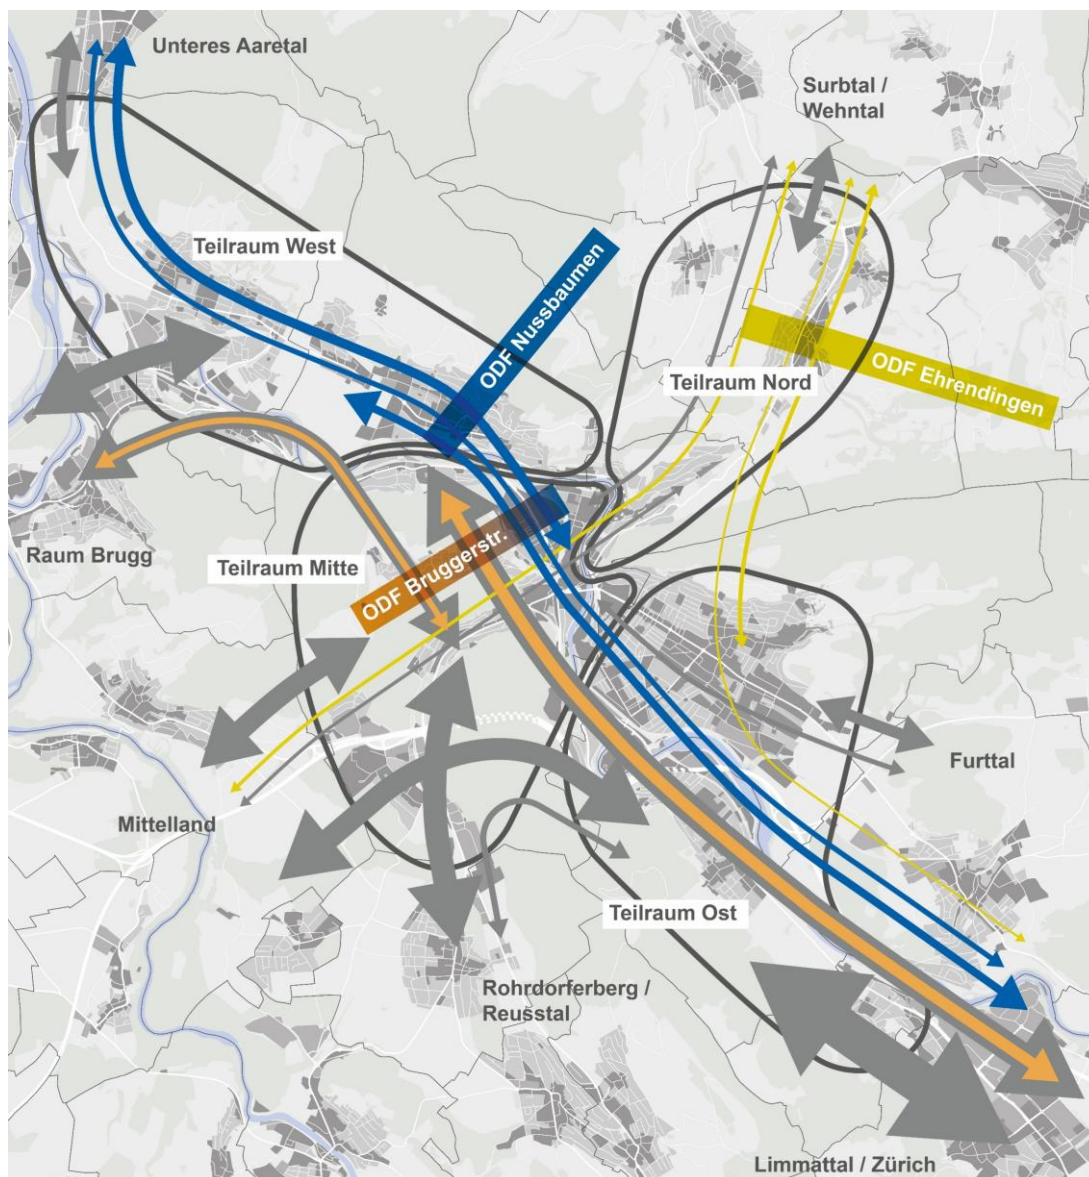 Unteres Aaretal
Surbtal /
Wehntal
Teilraum West
ODF Nussbaumen
Teilraum Nord
ODF Ehrendingen
Raum Brugg
Teilraum Mitte
ODF Bruggerstr.
Furttal
Mittelland
Teilraum Ost
Rohrdorferberg /
Reusstal
Limmattal / Zürich